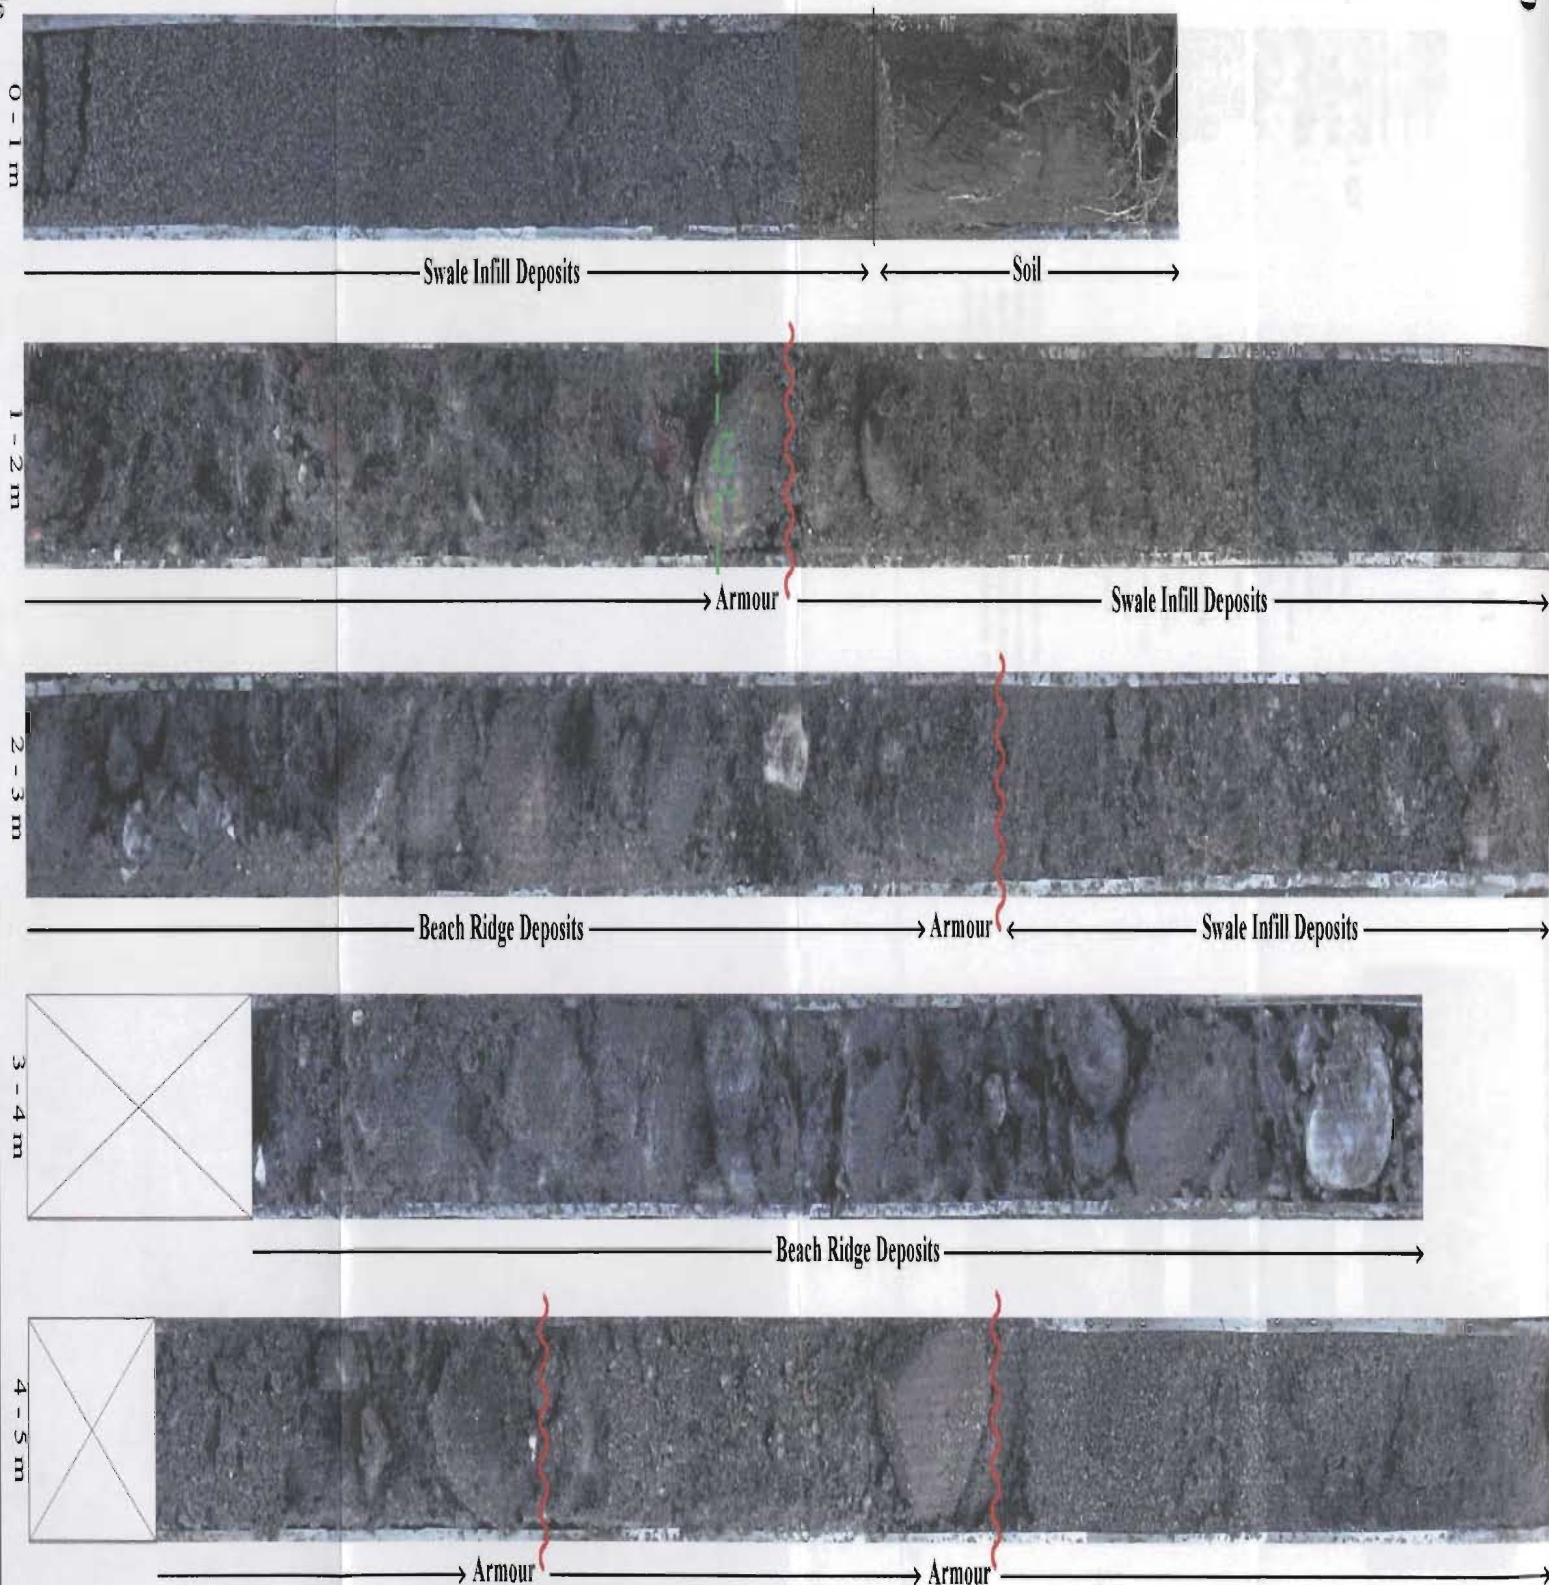 0 - 1 m
Swale Infill Deposits
Soil
1 - 2 m
Armour
Swale Infill Deposits
2 - 3 m
Beach Ridge Deposits
Armour
Swale Infill Deposits
3 - 4 m
Beach Ridge Deposits
4 - 5 m
Armour
Armour